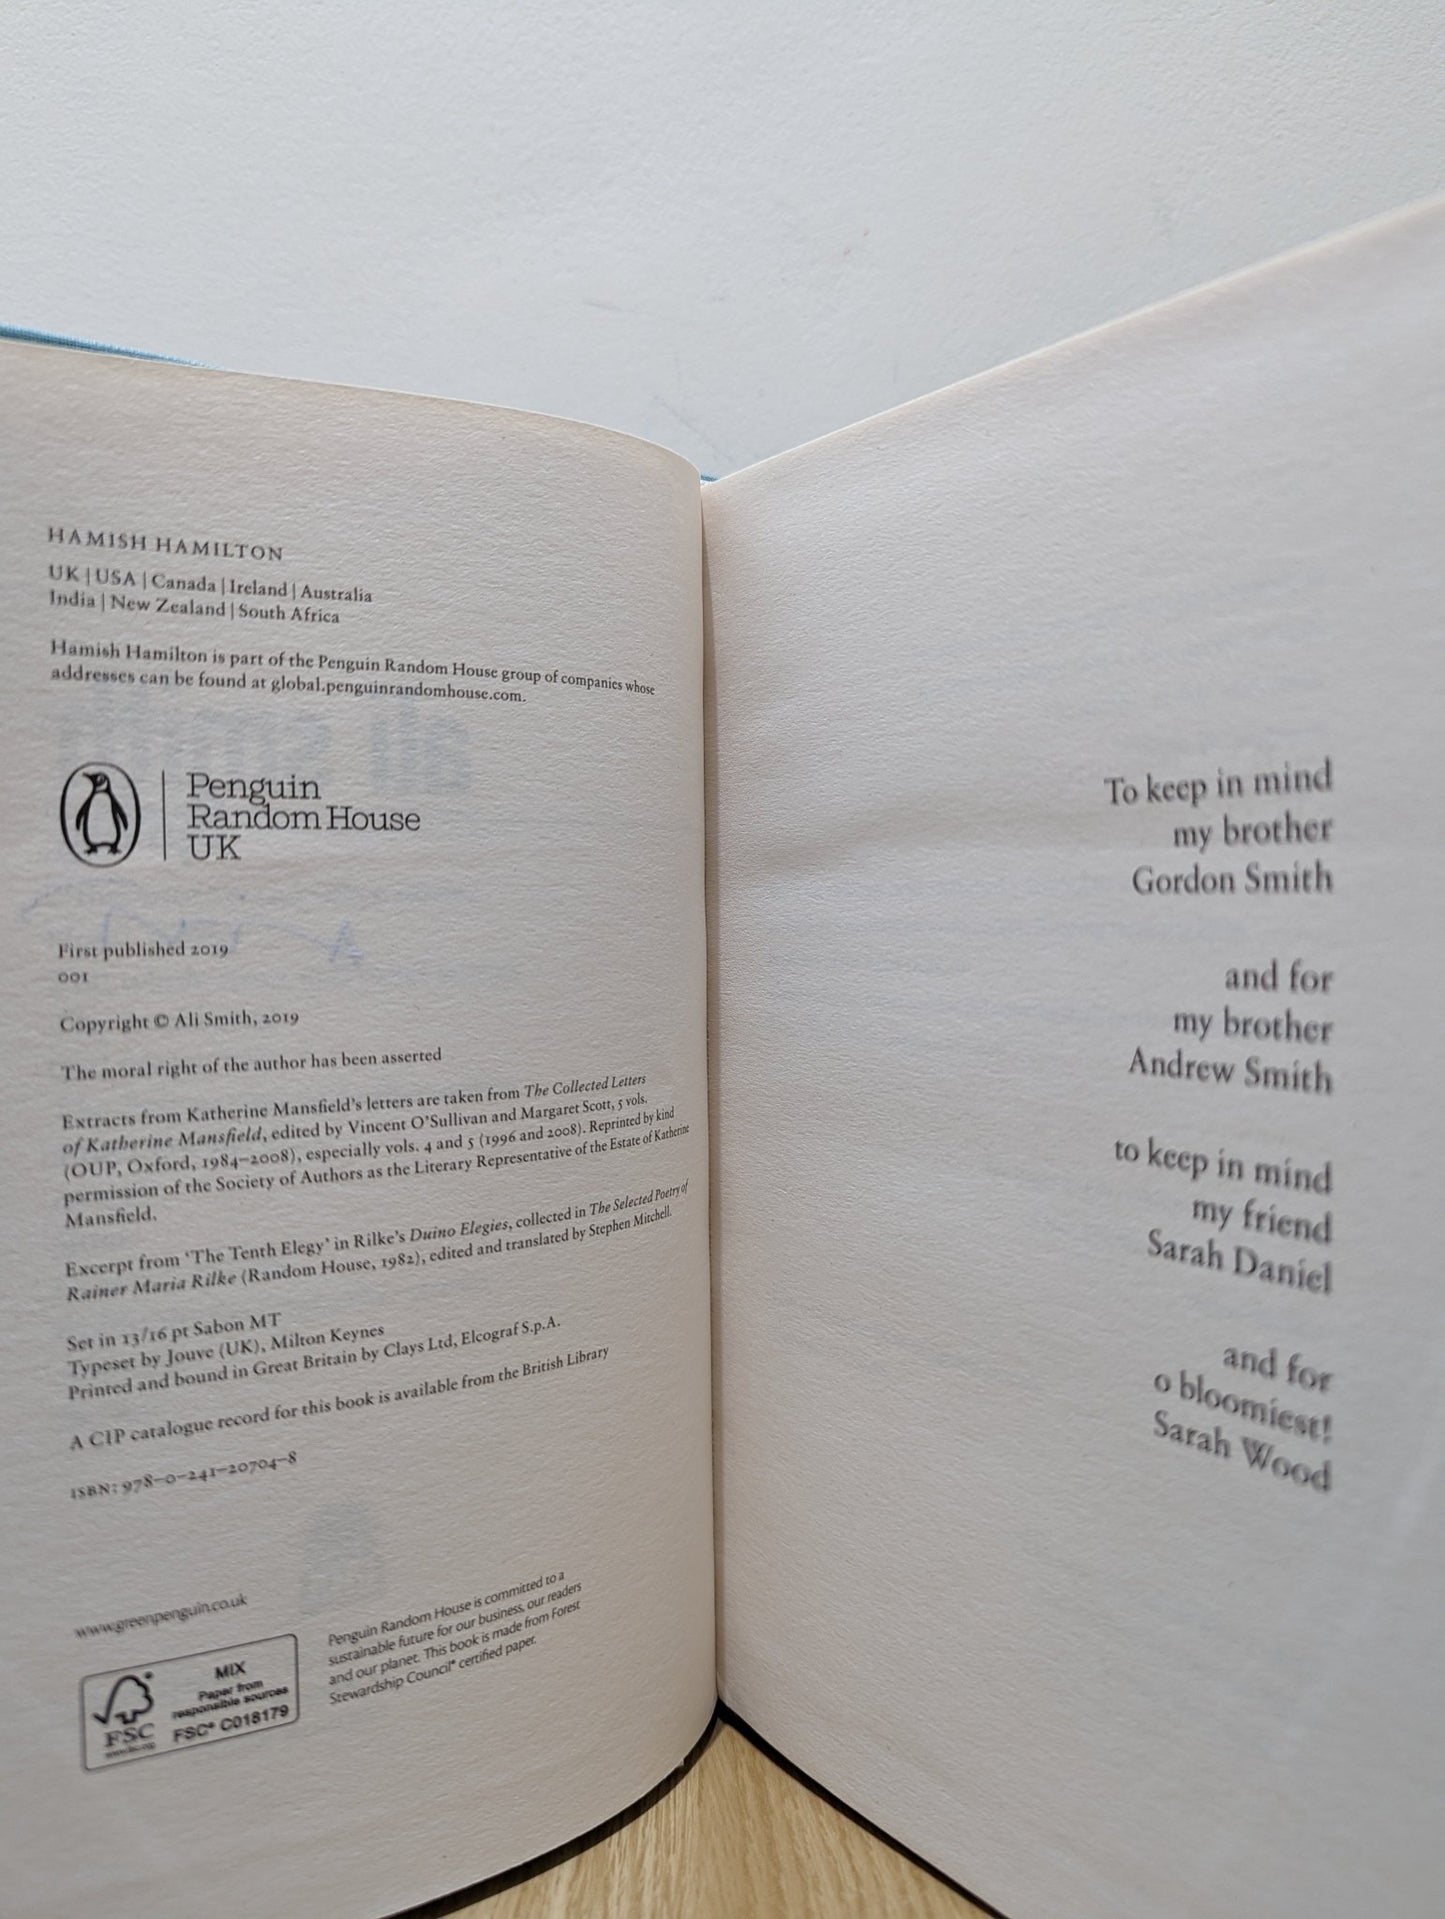 HAMISH HAMILTON
UK | USA | Canada | Ireland | Australia
India | New Zealand | South Africa
Hamish Hamilton is part of the Penguin Random House group of companies whose
addresses can be found at global.penguinrandomhouse.com.
Penguin
Random House
UK
First published 2019
001
Copyright © Ali Smith, 2019
The moral right of the author has been asserted
Extracts from Katherine Mansfield's letters are taken from The Collected Letters
of Katherine Mansfield, edited by Vincent O'Sullivan and Margaret Scott, 5 vols.
(OUP, Oxford, 1984–2008), especially vols. 4 and 5 (1996 and 2008). Reprinted by kind
permission of the Society of Authors as the Literary Representative of the Estate of Katherine
Mansfield.
Excerpt from 'The Tenth Elegy' in Rilke's Duino Elegies, collected in The Selected Poetry of
Rainer Maria Rilke (Random House, 1982), edited and translated by Stephen Mitchell.
Set in 13/16 pt Sabon MT
Typeset by Jouve (UK), Milton Keynes
Printed and bound in Great Britain by Clays Ltd, Elcograf S.p.A.
A CIP catalogue record for this book is available from the British Library
ISBN: 978–0–241–20704–8
www.greenpenguin.co.uk
MIX
Paper from
responsible sources
FSC® C018179
FSC
www.fsc.org
Penguin Random House is committed to a
sustainable future for our business, our readers
and our planet. This book is made from Forest
Stewardship Council® certified paper.
To keep in mind
my brother
Gordon Smith
and for
my brother
Andrew Smith
to keep in mind
my friend
Sarah Daniel
and for
o bloomiest!
Sarah Wood